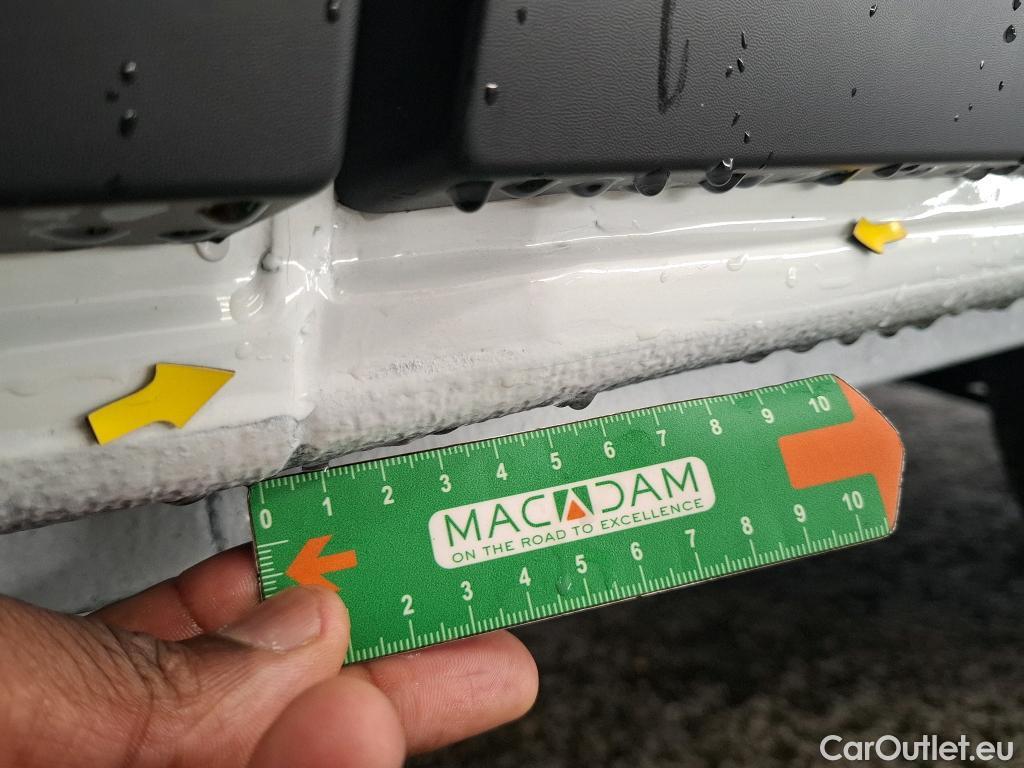 0 1 2 3 4 5 6 7 8 9 10
MACADAM
ON THE ROAD TO EXCELLENCE
2 3 4 5 6 7 8 9 10
CarOutlet.eu